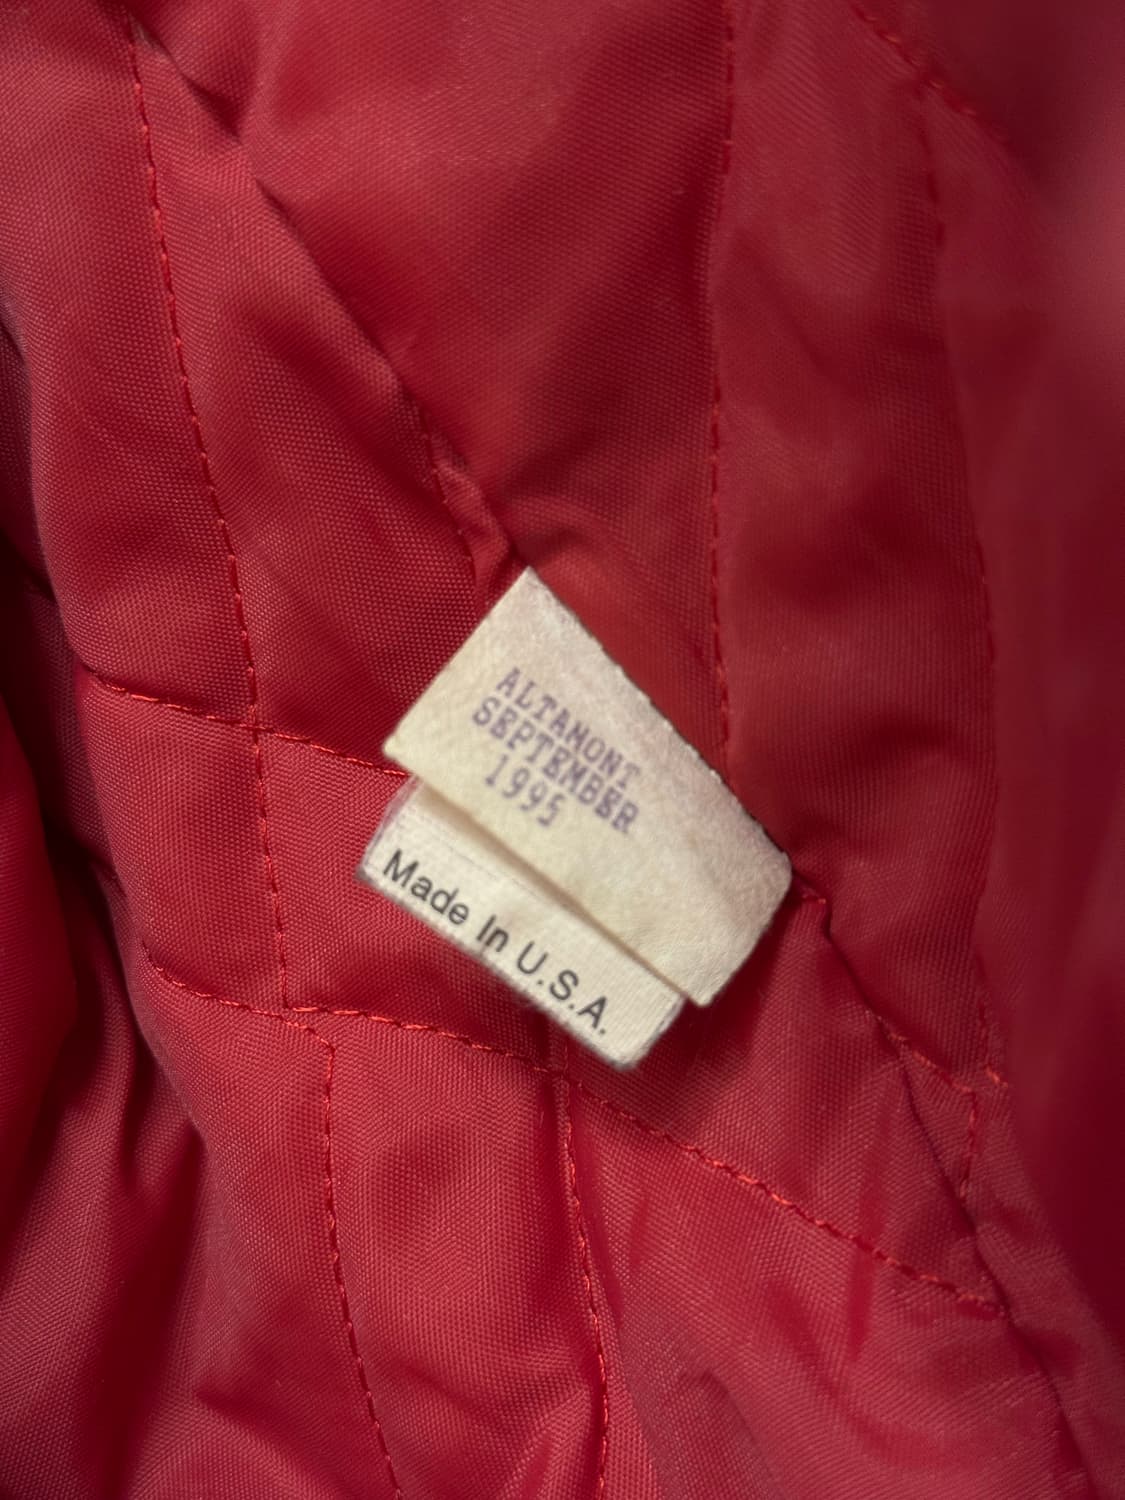 ALTAMONT
SEPTEMBER
1995
Made In U.S.A.